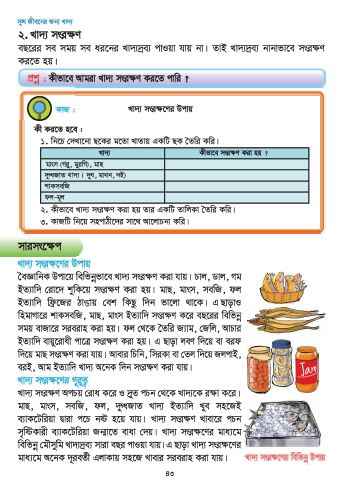 সুস্থ জীবনের জন্য খাদ্য
২. খাদ্য সংরক্ষণ
বছরের সব সময় সব ধরনের খাদ্যদ্রব্য পাওয়া যায় না। তাই খাদ্যদ্রব্য নানাভাবে সংরক্ষণ
করতে হয়।
প্রশ্ন : কীভাবে আমরা খাদ্য সংরক্ষণ করতে পারি ?
কাজ : খাদ্য সংরক্ষণের উপায়
কী করতে হবে :
১. নিচে দেখানো ছকের মতো খাতায় একটি ছক তৈরি করি।
খাদ্য কীভাবে সংরক্ষণ করা হয় ?
মাংস (গরু, মুরগি), মাছ
দুগ্ধজাত খাদ্য ( দুধ, মাখন, দই)
শাকসবজি
ফল-মূল
২. কীভাবে খাদ্য সংরক্ষণ করা হয় তার একটি তালিকা তৈরি করি।
৩. কাজটি নিয়ে সহপাঠীদের সাথে আলোচনা করি।
সারসংক্ষেপ
খাদ্য সংরক্ষণের উপায়
বৈজ্ঞানিক উপায়ে বিভিন্নভাবে খাদ্য সংরক্ষণ করা যায়। চাল, ডাল, গম
ইত্যাদি রোদে শুকিয়ে সংরক্ষণ করা হয়। মাছ, মাংস, সবজি, ফল
ইত্যাদি ফ্রিজের ঠান্ডায় বেশ কিছু দিন ভালো থাকে। এ ছাড়াও
হিমাগারে শাকসবজি, মাছ, মাংস ইত্যাদি সংরক্ষণ করে বছরের বিভিন্ন
সময় বাজারে সরবরাহ করা হয়। ফল থেকে তৈরি জ্যাম, জেলি, আচার
ইত্যাদি বায়ুরোধী পাত্রে সংরক্ষণ করা হয়। এ ছাড়া লবণ দিয়ে বা বরফ
দিয়ে মাছ সংরক্ষণ করা যায়। আবার চিনি, সিরকা বা তেল দিয়ে জলপাই,
বরই, আম ইত্যাদি খাদ্য অনেক দিন সংরক্ষণ করা যায়।
Jam
খাদ্য সংরক্ষণের গুরুত্ব
খাদ্য সংরক্ষণ অপচয় রোধ করে ও দ্রুত পচন থেকে খাদ্যকে রক্ষা করে।
মাছ, মাংস, সবজি, ফল, দুগ্ধজাত খাদ্য ইত্যাদি খুব সহজেই
ব্যাকটেরিয়া দ্বারা পচে নষ্ট হয়ে যায়। খাদ্য সংরক্ষণ খাবারে পচন
সৃষ্টিকারী ব্যাকটেরিয়া জন্মাতে বাধা দেয়। খাদ্য সংরক্ষণের মাধ্যমে
বিভিন্ন মৌসুমি খাদ্যদ্রব্য সারা বছর পাওয়া যায়। এ ছাড়া খাদ্য সংরক্ষণের
মাধ্যমে অনেক দূরবর্তী এলাকায় সহজে খাবার সরবরাহ করা যায়।
খাদ্য সংরক্ষণের বিভিন্ন উপায়
৪৩